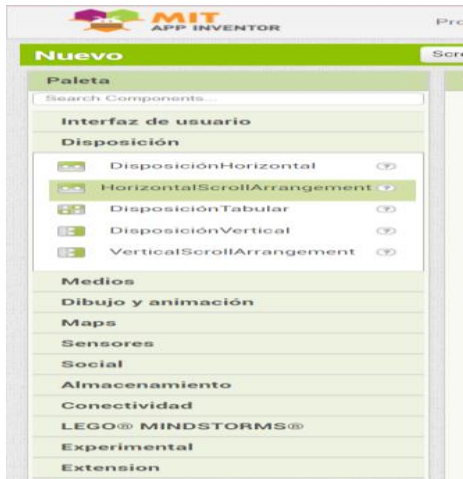 MIT
APP INVENTOR
Pro
Nuevo
Scre
Paleta
Search Components...
Interfaz de usuario
Disposición
DisposiciónHorizontal
HorizontalScrollArrangement
DisposiciónTabular
DisposiciónVertical
VerticalScrollArrangement
Medios
Dibujo y animación
Maps
Sensores
Social
Almacenamiento
Conectividad
LEGO® MINDSTORMS®
Experimental
Extension